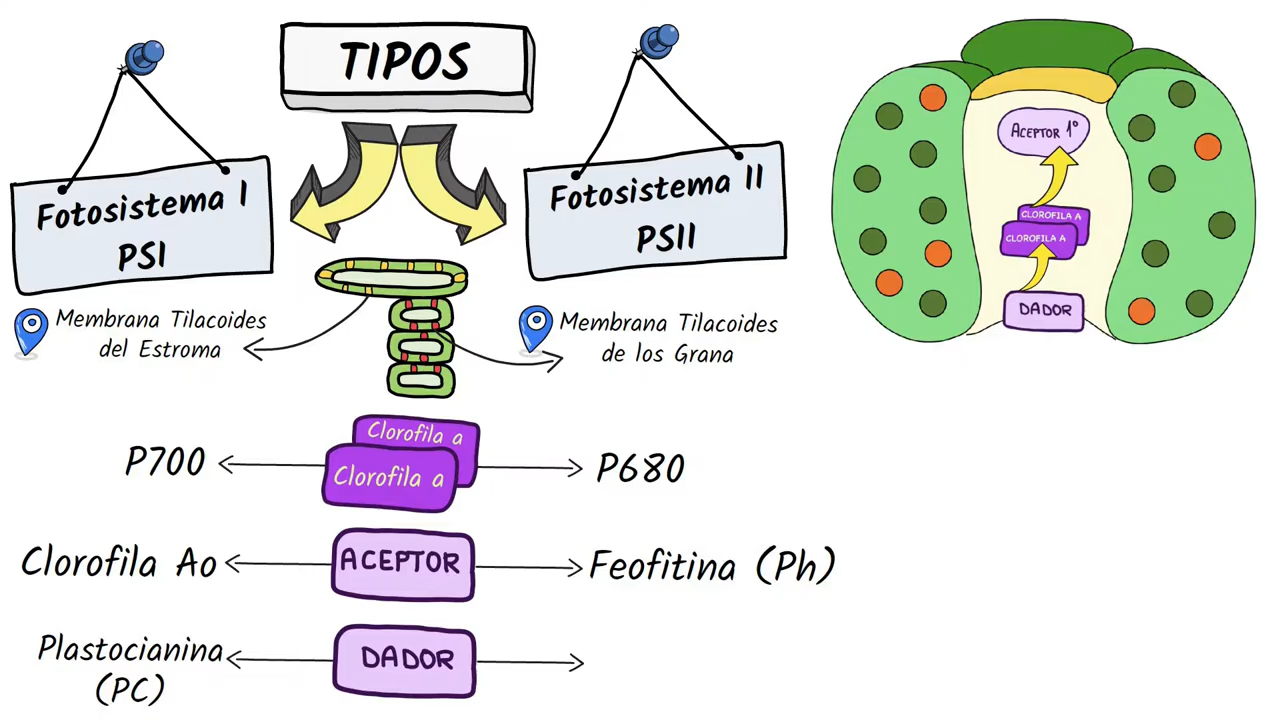 TIPOS
Fotosistema I
PSI
Fotosistema II
PSII
Membrana Tilacoides
del Estroma
Membrana Tilacoides
de los Grana
P700
Clorofila a
Clorofila a
P680
Clorofila Ao
ACEPTOR
Feofitina (Ph)
Plastocianina
(PC)
DADOR
ACEPTOR 1º
CLOROFILA A
CLOROFILA A
DADOR